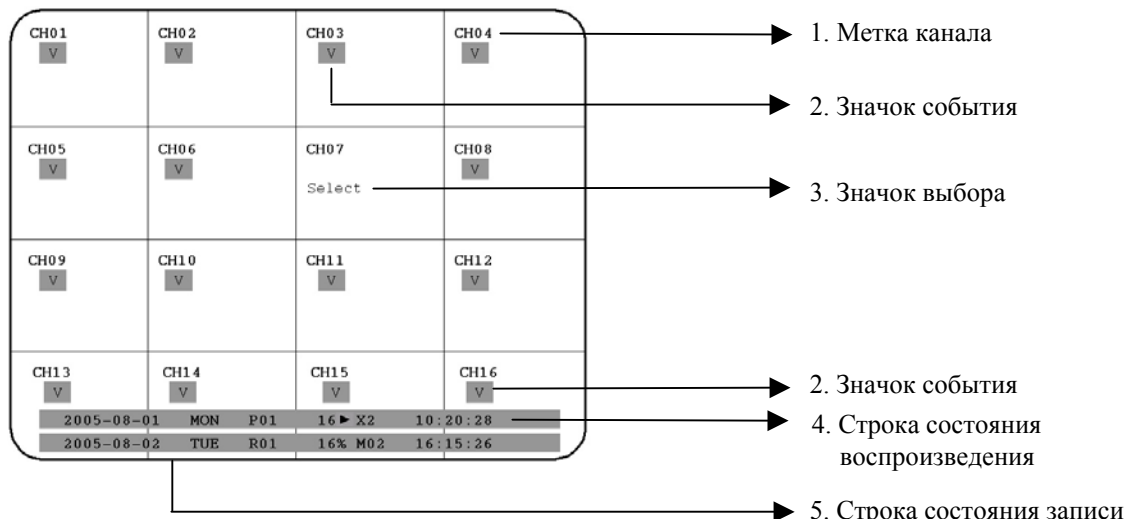 CH01 CH02 CH03 CH04 1. Метка канала
V V V V
2. Значок события
CH05 CH06 CH07 CH08
V V V
Select 3. Значок выбора
CH09 CH10 CH11 CH12
V V V V
CH13 CH14 CH15 CH16 2. Значок события
V V V V
2005-08-01 MON P01 16► X2 10:20:28 4. Строка состояния
воспроизведения
2005-08-02 TUE R01 16% M02 16:15:26
5. Строка состояния записи